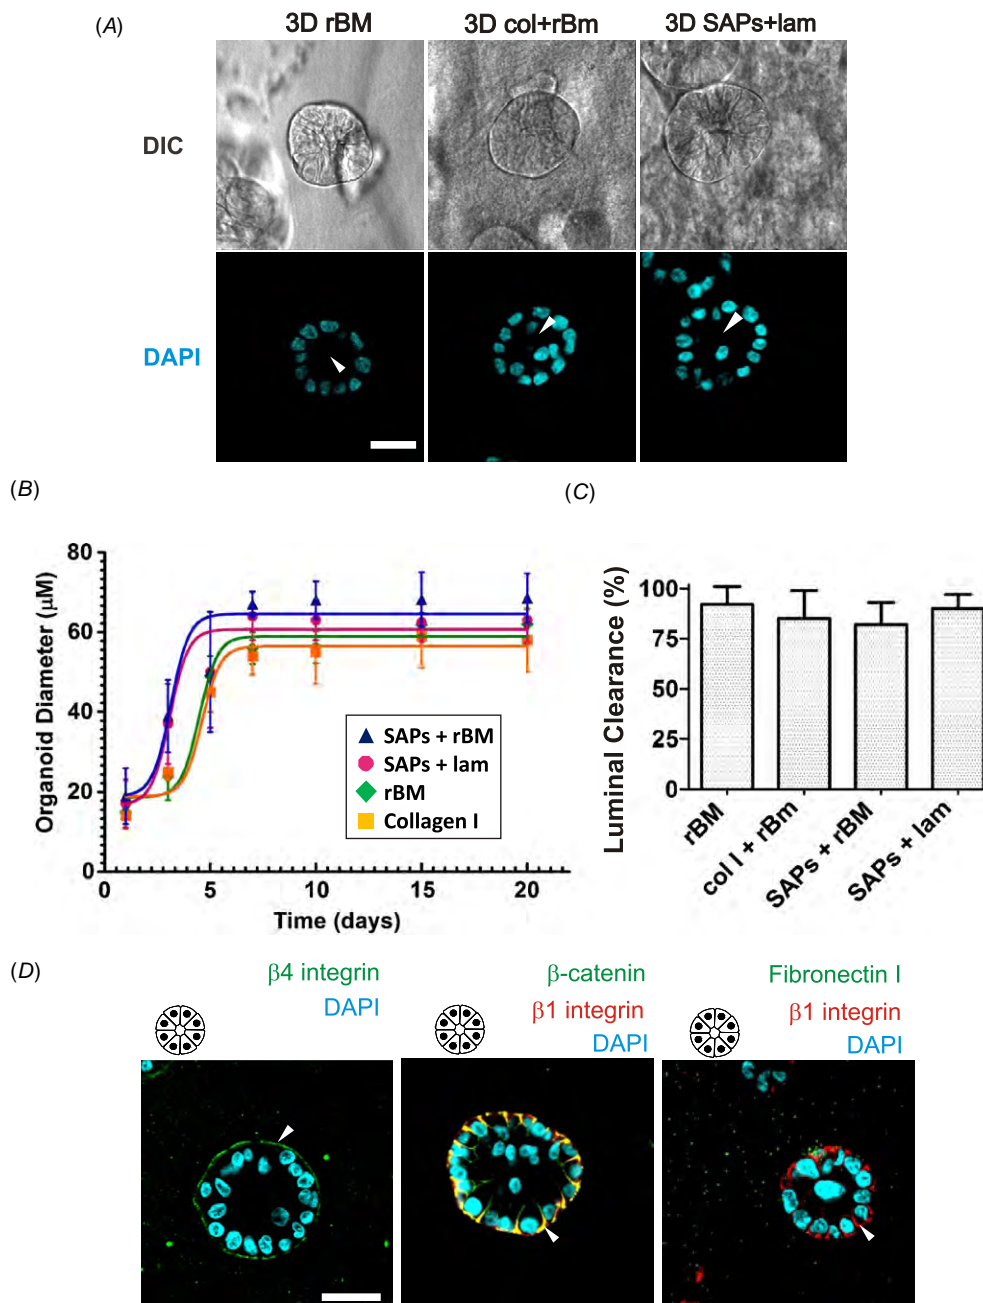 (A)
3D rBM
3D col+rBm
3D SAPs+lam
DIC
DAPI
(B)
Organoid Diameter (μM)
80
60
40
20
0
0
5
10
15
20
Time (days)
SAPs + rBM
SAPs + lam
rBM
Collagen I
(C)
Luminal Clearance (%)
100
75
50
25
0
rBM
col I + rBm
SAPs + rBM
SAPs + lam
(D)
β4 integrin
DAPI
β-catenin
β1 integrin
DAPI
Fibronectin I
β1 integrin
DAPI